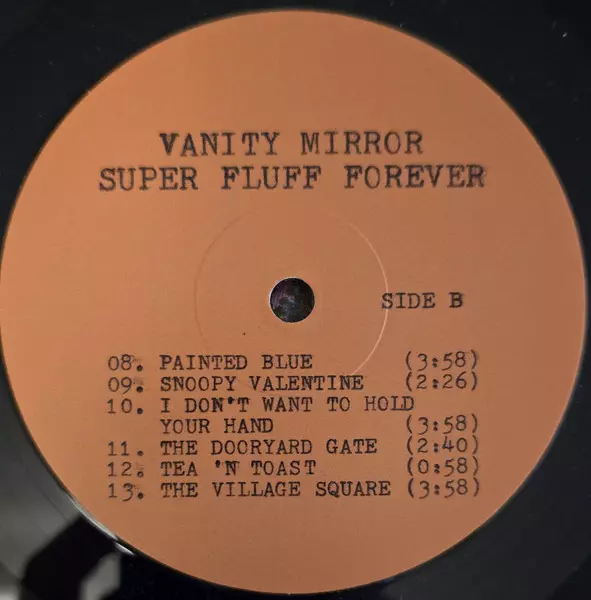 VANITY MIRROR
SUPER FLUFF FOREVER
SIDE B
08. PAINTED BLUE (3:58)
09. SNOOPY VALENTINE (2:26)
10. I DON'T WANT TO HOLD
YOUR HAND (3:58)
11. THE DOORYARD GATE (2:40)
12. TEA 'N TOAST (0:58)
13. THE VILLAGE SQUARE (3:58)